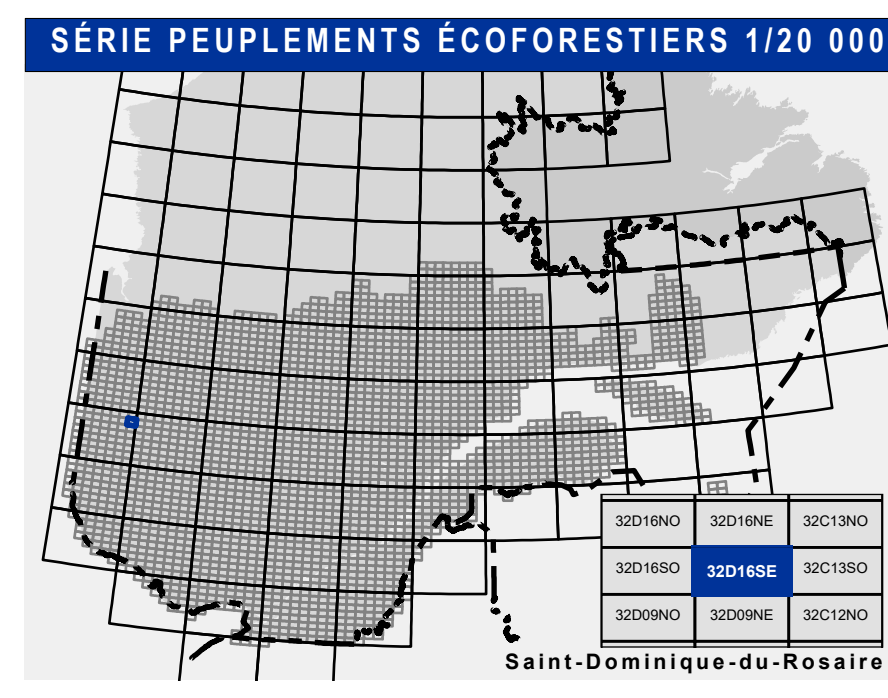 SÉRIE PEUPLEMENTS ÉCOFORESTIERS 1/20 000
32D16NO 32D16NE 32C13NO
32D16SO 32D16SE 32C13SO
32D09NO 32D09NE 32C12NO
Saint-Dominique-du-Rosaire